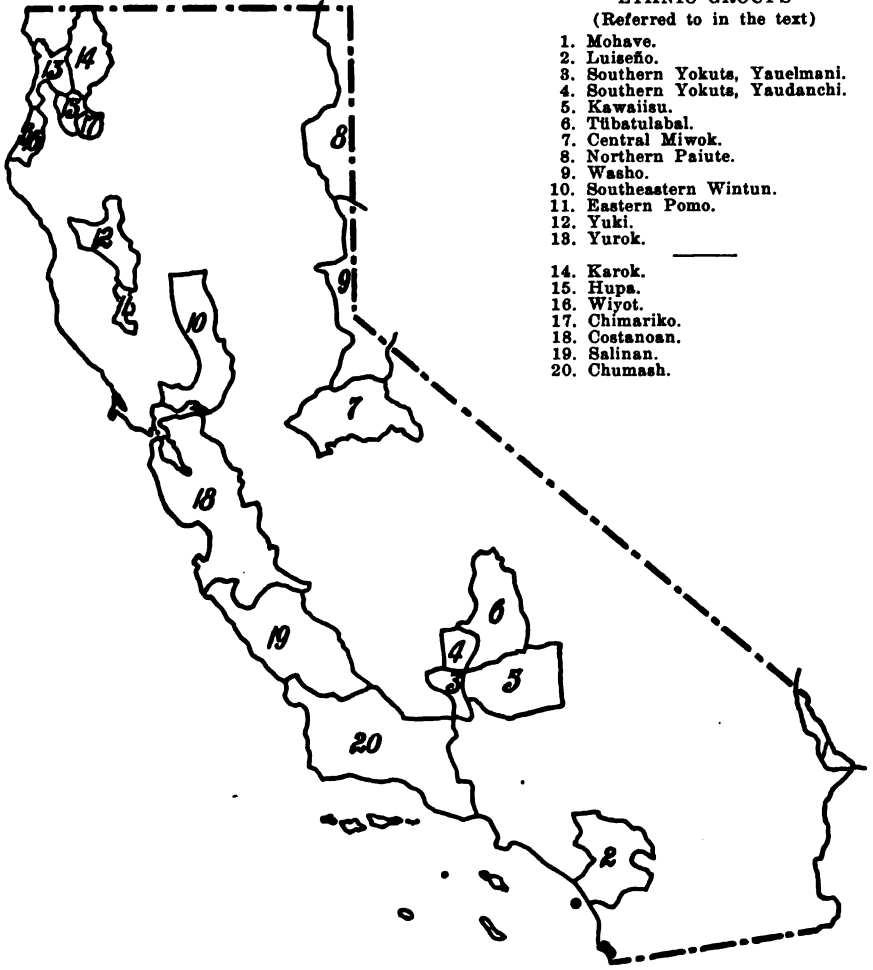 ETHNIC GROUPS
(Referred to in the text)
1. Mohave.
2. Luiseño.
3. Southern Yokuts, Yauelmani.
4. Southern Yokuts, Yaudanchi.
5. Kawaiisu.
6. Tübatulabal.
7. Central Miwok.
8. Northern Paiute.
9. Washo.
10. Southeastern Wintun.
11. Eastern Pomo.
12. Yuki.
13. Yurok.
14. Karok.
15. Hupa.
16. Wiyot.
17. Chimariko.
18. Costanoan.
19. Salinan.
20. Chumash.
14
13
15
17
16
8
12
9
10
7
18
6
4
19
3
5
20
2